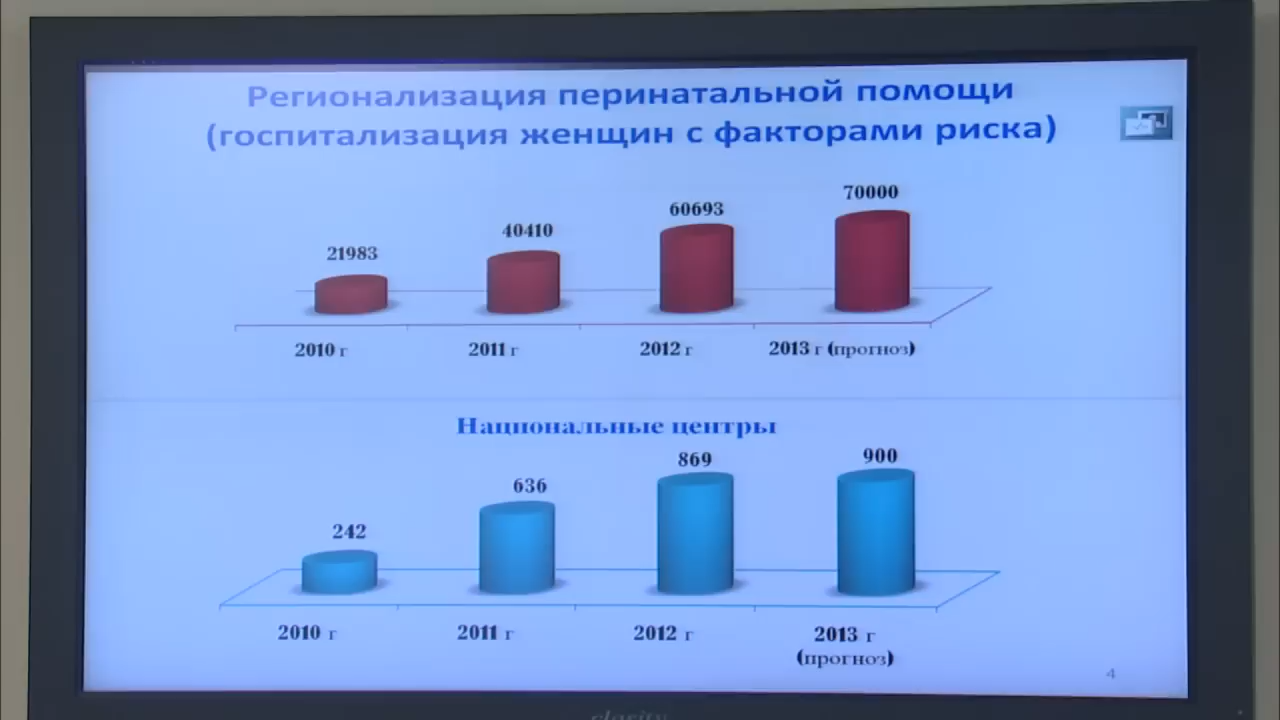 Регионализация перинатальной помощи
(госпитализация женщин с факторами риска)
21983
40410
60693
70000
2010 г
2011 г
2012 г
2013 г (прогноз)
Национальные центры
242
636
869
900
2010 г
2011 г
2012 г
2013 г
(прогноз)
4